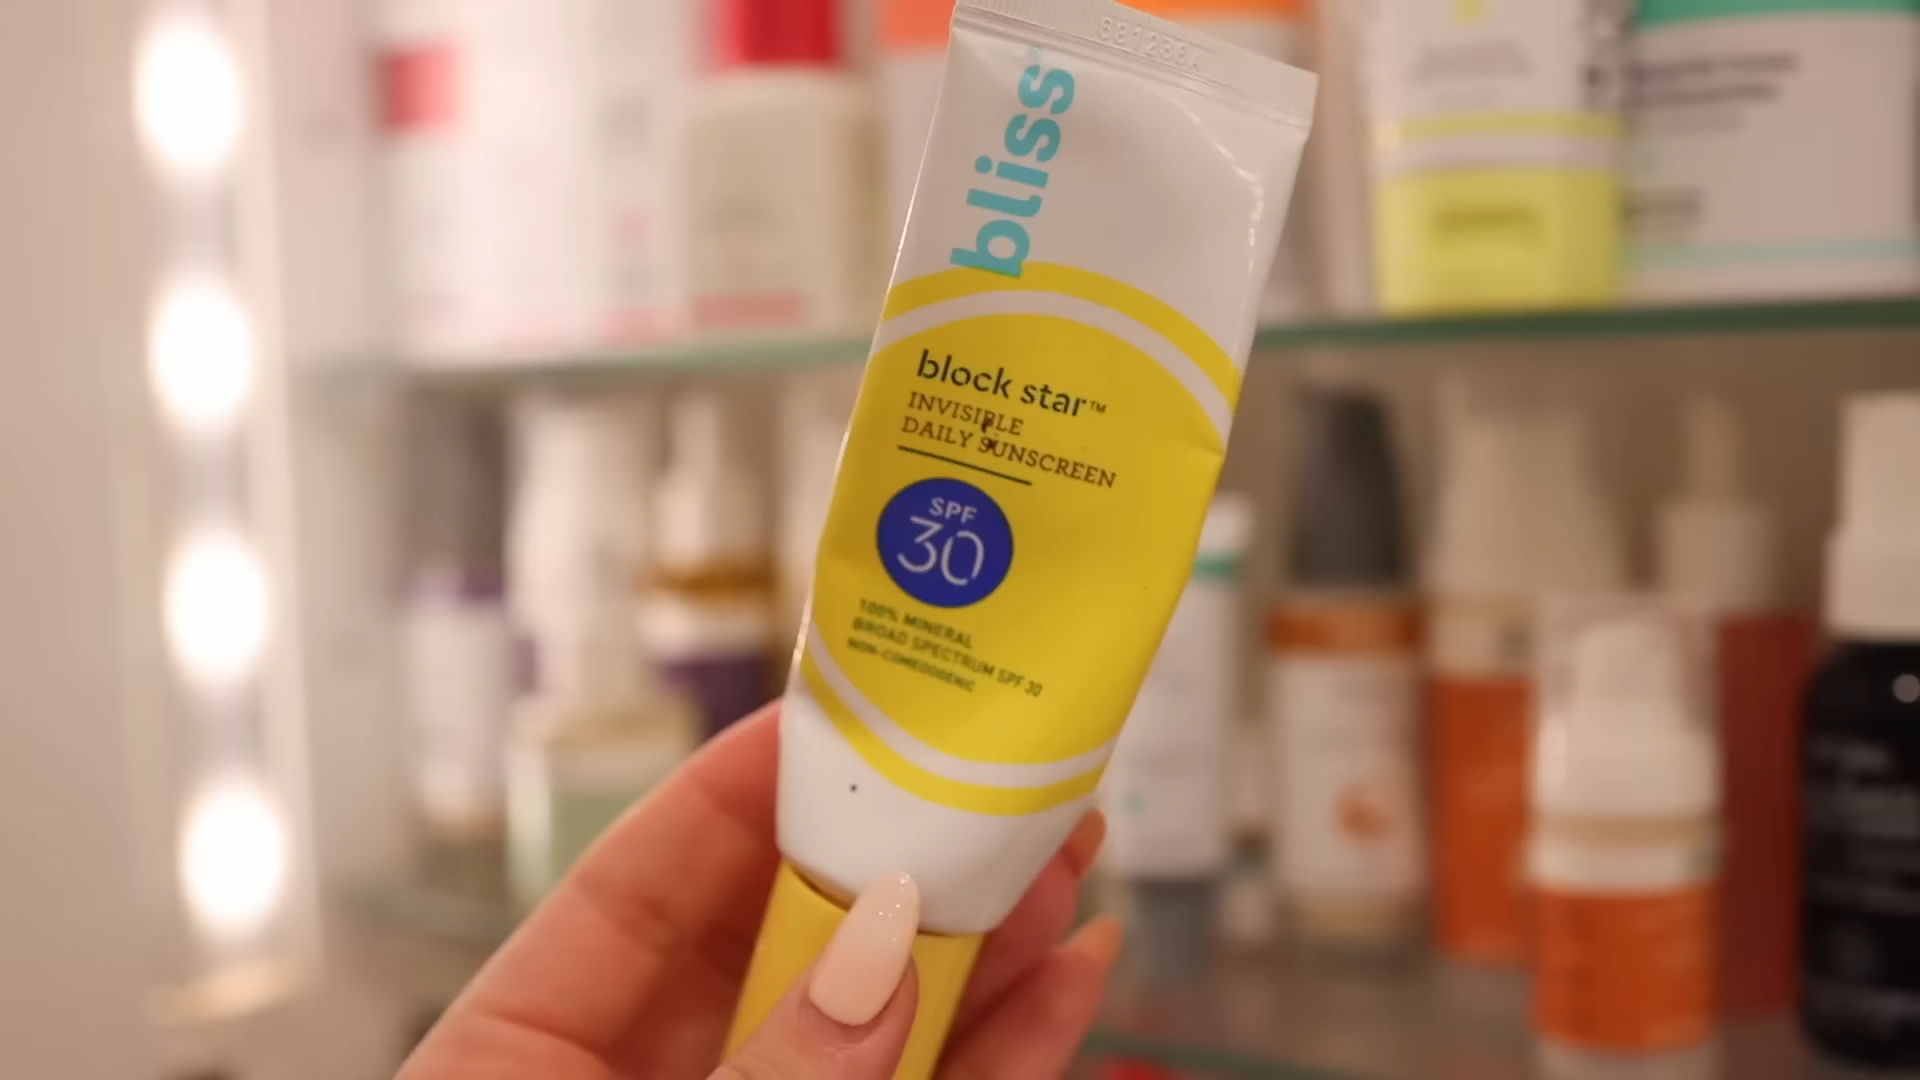 bliss
block star™
INVISIBLE
DAILY SUNSCREEN
SPF
30
100% MINERAL
BROAD SPECTRUM SPF 30
NON-COMEDOGENIC